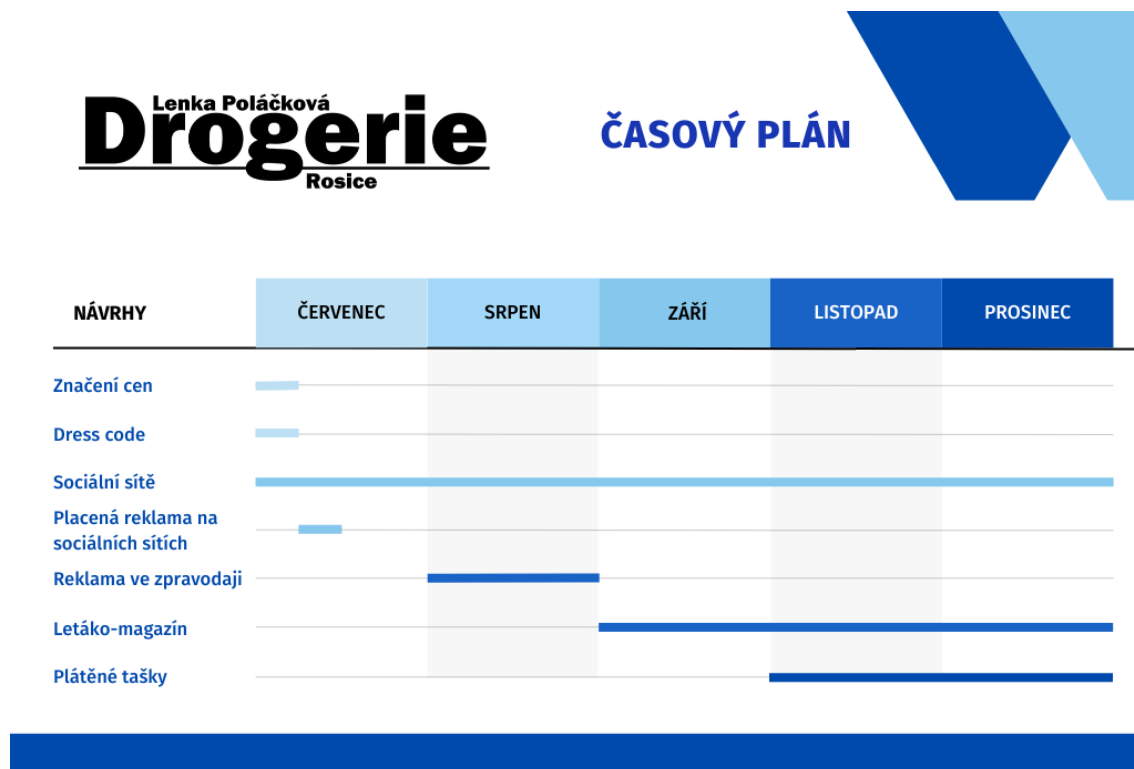 Lenka Poláčková
Drogerie
Rosice
ČASOVÝ PLÁN
NÁVRHY
ČERVENEC
SRPEN
ZÁŘÍ
LISTOPAD
PROSINEC
Značení cen
Dress code
Sociální sítě
Placená reklama na
sociálních sítích
Reklama ve zpravodaji
Letáko-magazín
Plátěné tašky